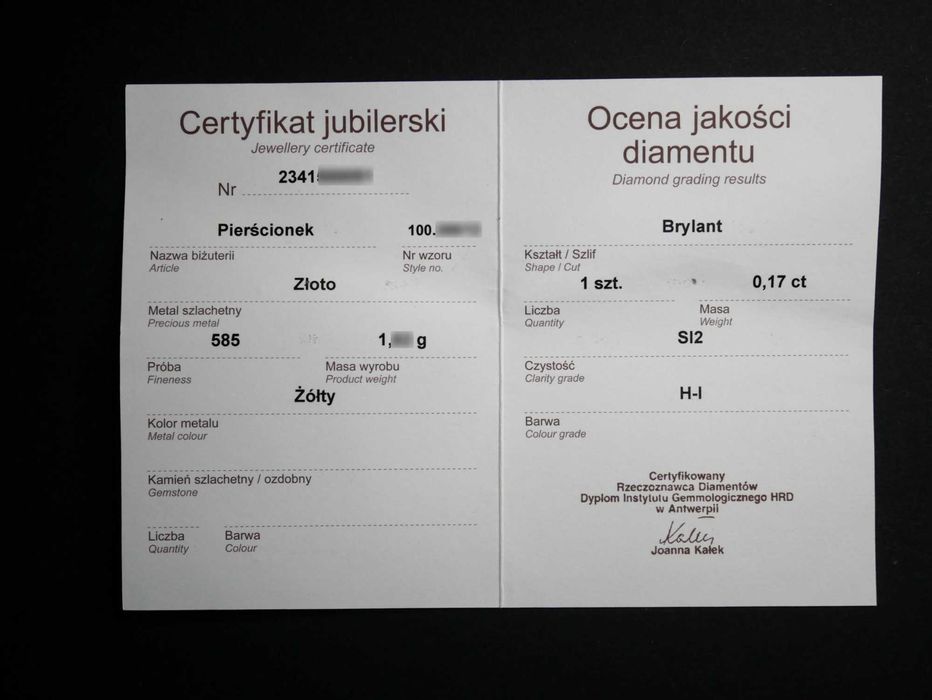 Certyfikat jubilerski
Jewellery certificate
2341
Nr
Pierścionek 100.
Nazwa biżuterii Nr wzoru
Article Style no.
Złoto
Metal szlachetny
Precious metal
585 1, g
Próba Masa wyrobu
Fineness Product weight
Żółty
Kolor metalu
Metal colour
Kamień szlachetny / ozdobny
Gemstone
Liczba Barwa
Quantity Colour
Ocena jakości
diamentu
Diamond grading results
Brylant
Kształt / Szlif
Shape / Cut
1 szt. 0,17 ct
Liczba Masa
Quantity Weight
SI2
Czystość
Clarity grade
H-I
Barwa
Colour grade
Certyfikowany
Rzeczoznawca Diamentów
Dyplom Instytutu Gemmologicznego HRD
w Antwerpii
Joanna Kałek